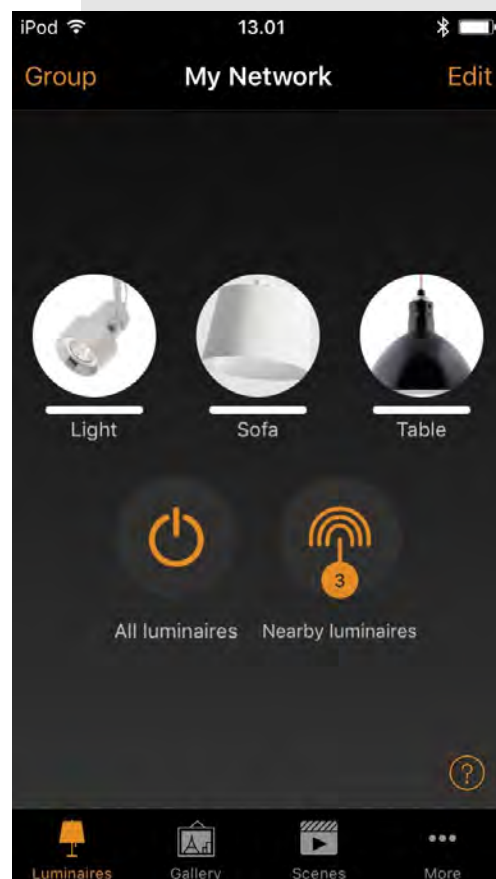 iPod 13.01
Group My Network Edit
Light Sofa Table
3
All luminaires Nearby luminaires
?
Luminaires Gallery Scenes More